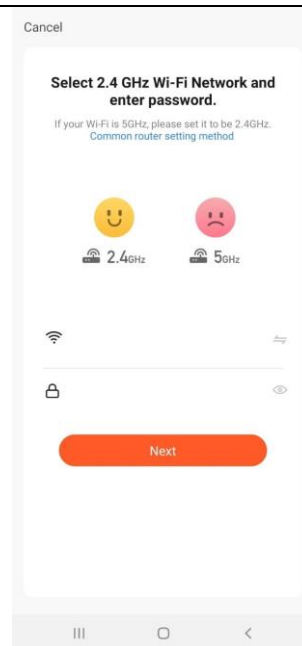 Cancel
Select 2.4 GHz Wi-Fi Network and
enter password.
If your Wi-Fi is 5GHz, please set it to be 2.4GHz.
Common router setting method
2.4GHz
5GHz
Next